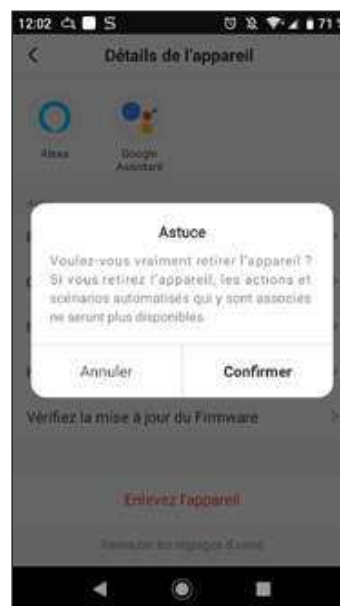 12:02
71
Détails de l'appareil
Alexa
Google
Assistant
Astuce
Voulez-vous vraiment retirer l'appareil ?
Si vous retirez l'appareil, les actions et
scénarios automatisés qui y sont associés
ne seront plus disponibles.
Annuler
Confirmer
Vérifiez la mise à jour du Firmware
Enlevez l'appareil